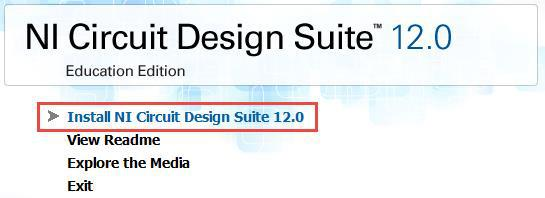 NI Circuit Design Suite™ 12.0
Education Edition
Install NI Circuit Design Suite 12.0
View Readme
Explore the Media
Exit